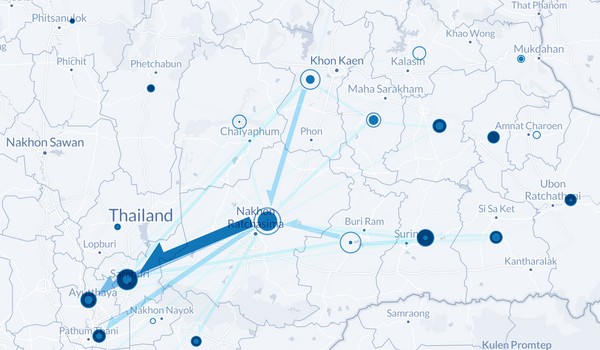 That Phanom
Phitsanulok
Khao Wong
Mukdahan
Phichit
Phetchabun
Khon Kaen
Kalasin
Maha Sarakham
Nakhon Sawan
Chaiyaphum
Phon
Amnat Charoen
Ubon
Ratchathani
Thailand
Nakhon
Ratchasima
Buri Ram
Surin
Si Sa Ket
Lopburi
Kantharalak
Ayutthaya
Nakhon Nayok
Samraong
Pathum Thani
Kulen Promtep